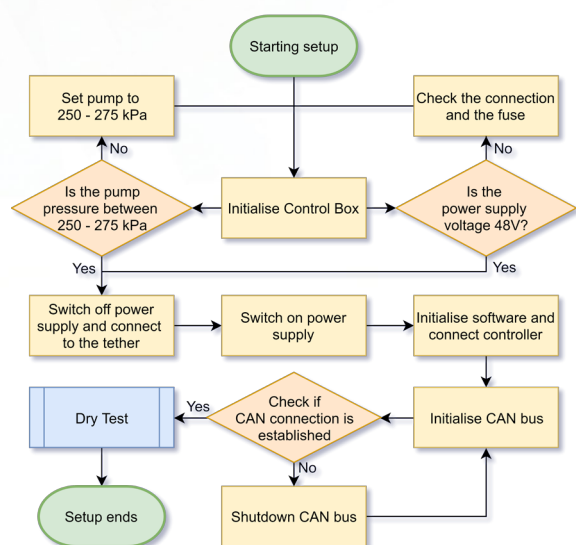 Starting setup
Set pump to
250 - 275 kPa
Check the connection
and the fuse
No
No
Is the pump
pressure between
250 - 275 kPa
Initialise Control Box
Is the
power supply
voltage 48V?
Yes
Yes
Switch off power
supply and connect
to the tether
Switch on power
supply
Initialise software and
connect controller
Dry Test
Yes
Check if
CAN connection is
established
Initialise CAN bus
No
Setup ends
Shutdown CAN bus